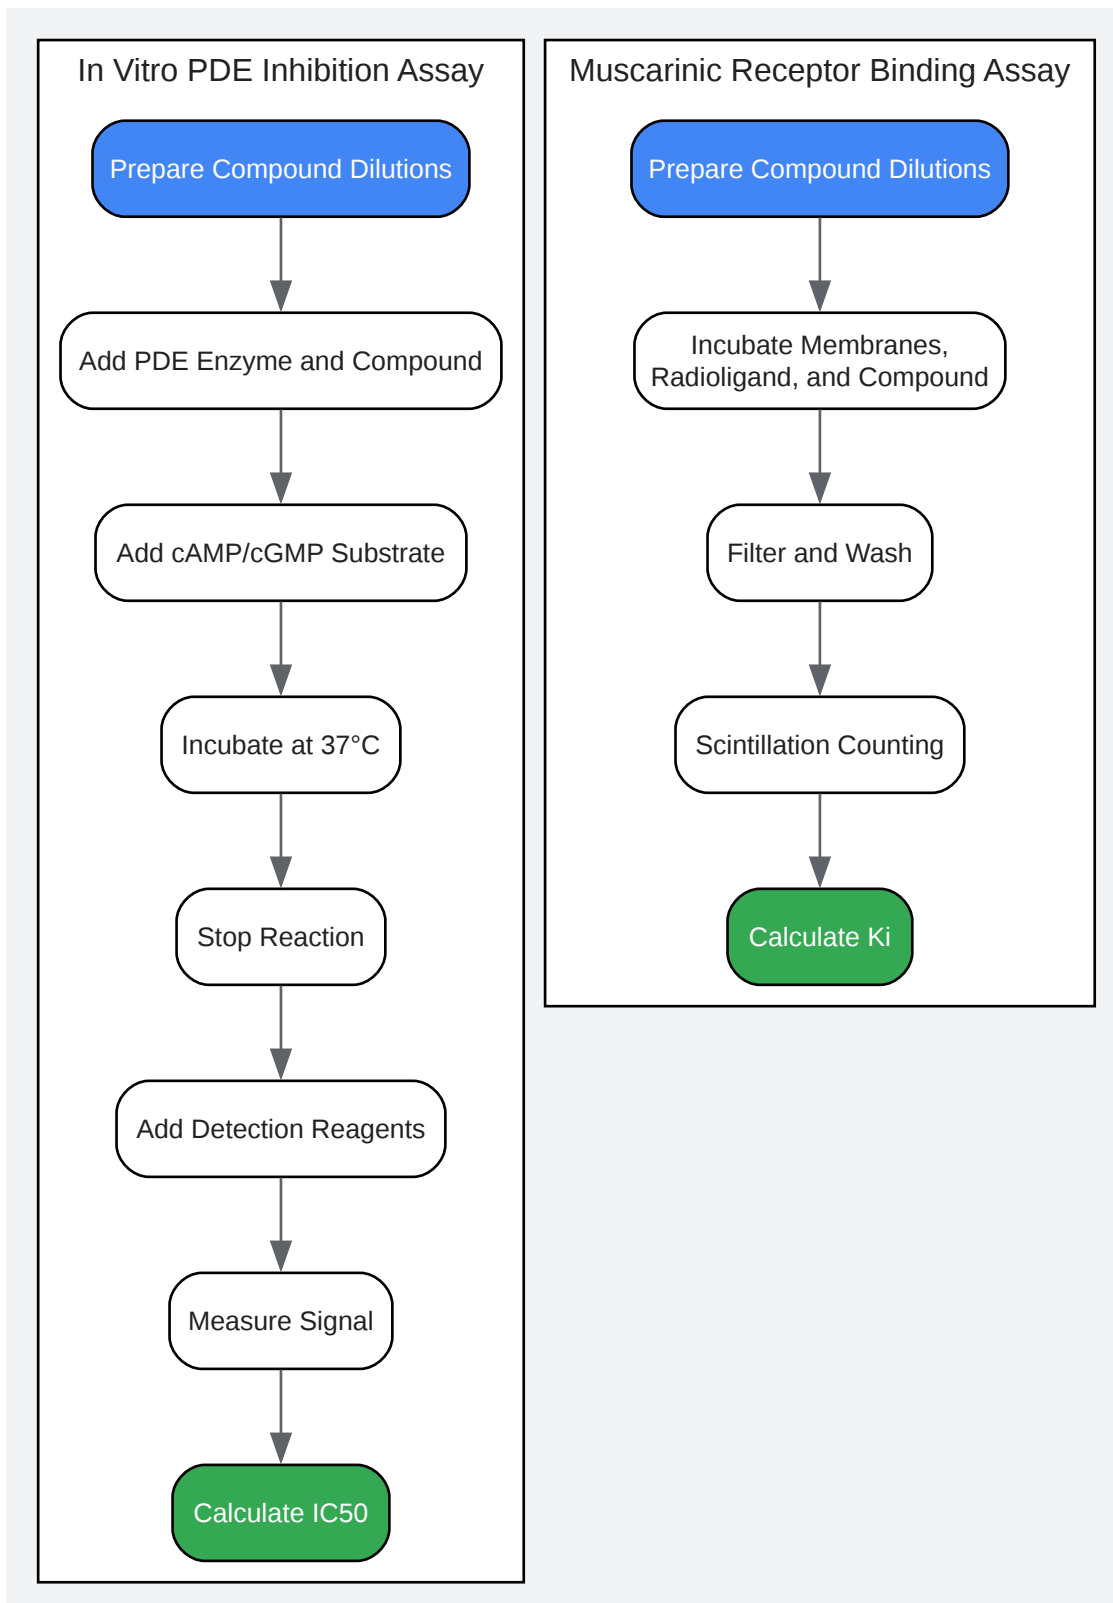 In Vitro PDE Inhibition Assay
Prepare Compound Dilutions
Add PDE Enzyme and Compound
Add cAMP/cGMP Substrate
Incubate at 37°C
Stop Reaction
Add Detection Reagents
Measure Signal
Calculate IC50
Muscarinic Receptor Binding Assay
Prepare Compound Dilutions
Incubate Membranes,
Radioligand, and Compound
Filter and Wash
Scintillation Counting
Calculate Ki